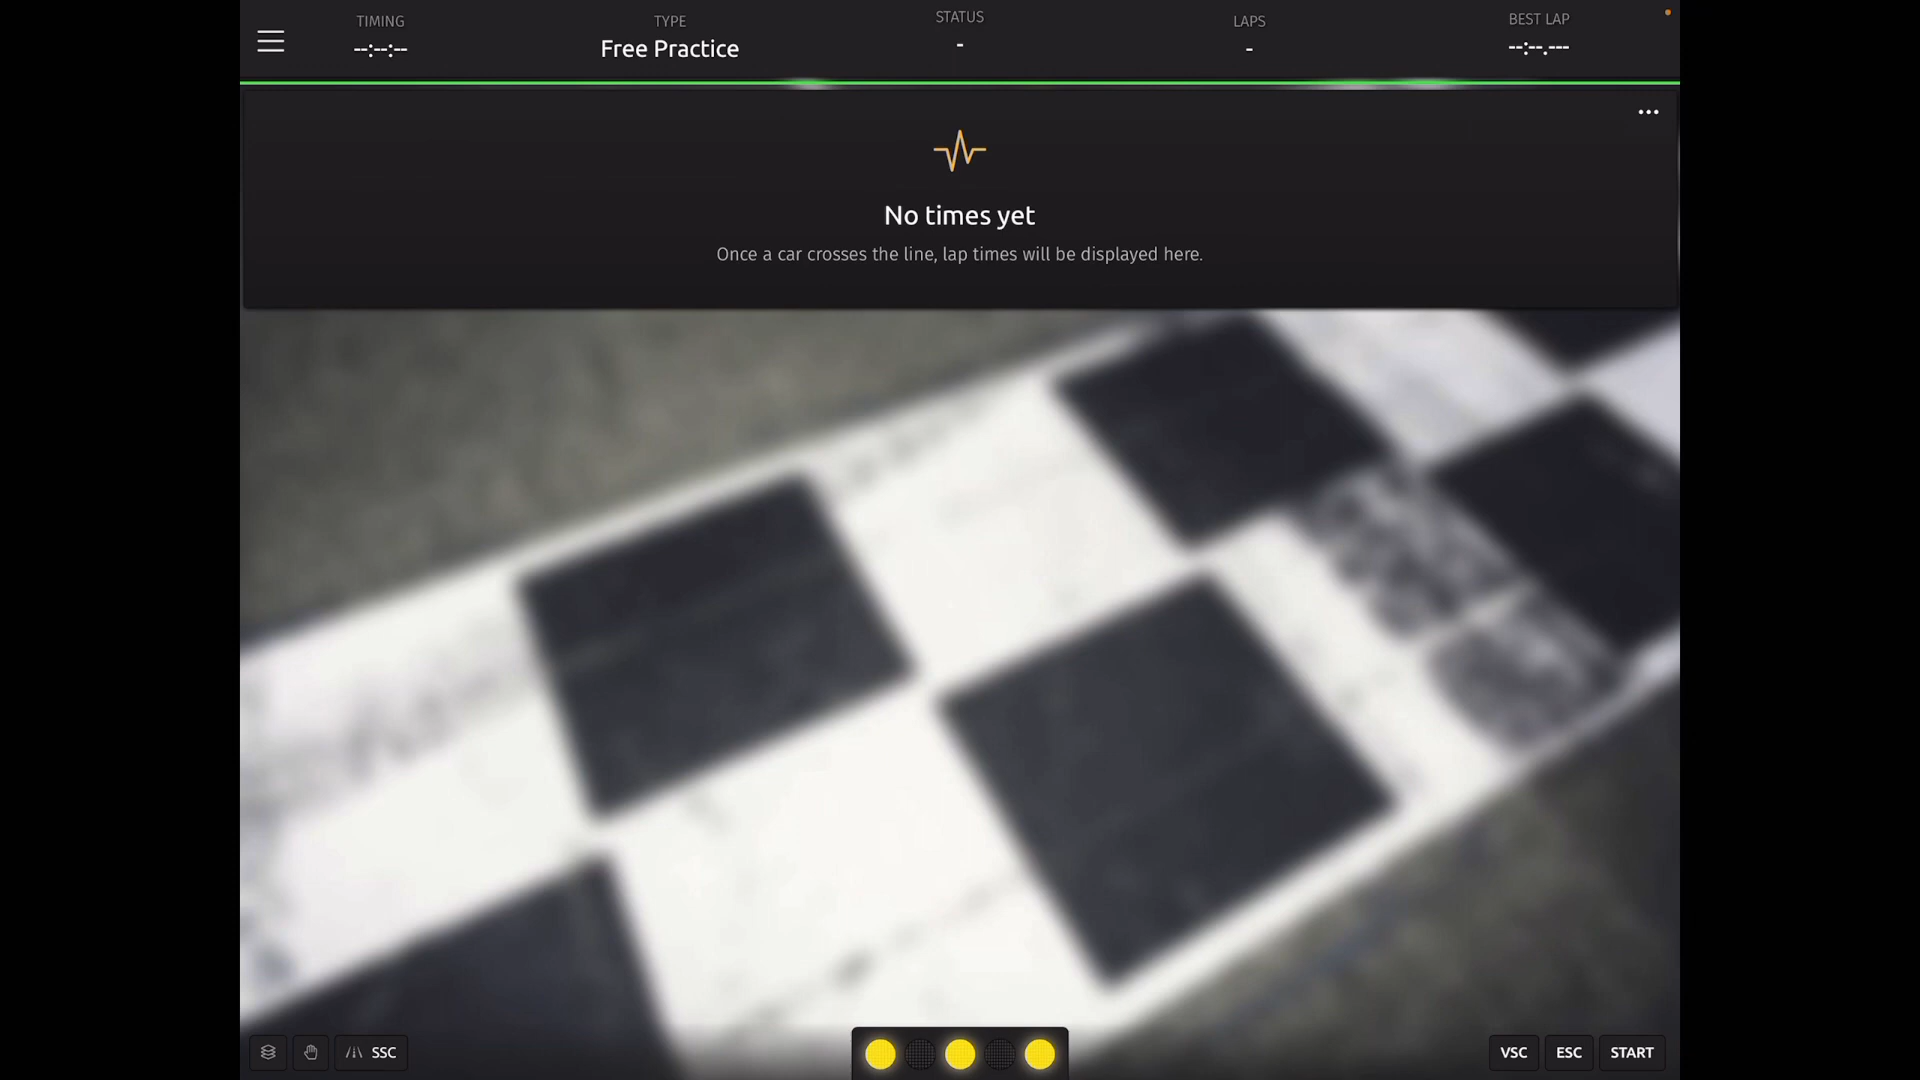 TIMING
--:--:--
TYPE
Free Practice
STATUS
-
LAPS
-
BEST LAP
--:--.---
No times yet
Once a car crosses the line, lap times will be displayed here.
SSC
VSC
ESC
START